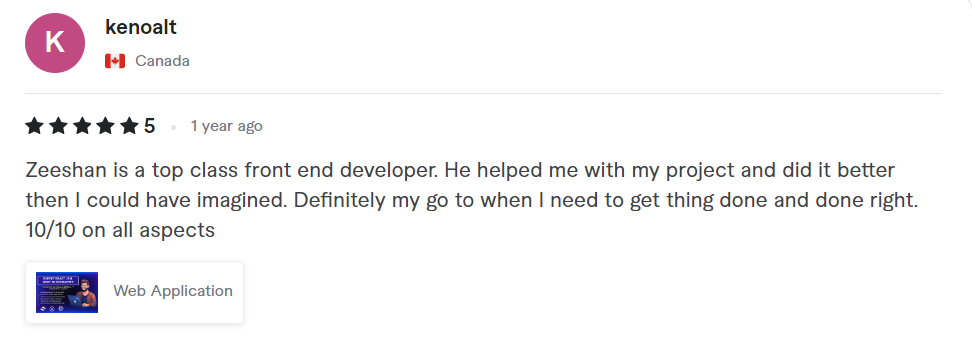 K
kenoalt
Canada
5
1 year ago
Zeeshan is a top class front end developer. He helped me with my project and did it better
then I could have imagined. Definitely my go to when I need to get thing done and done right.
10/10 on all aspects
Web Application